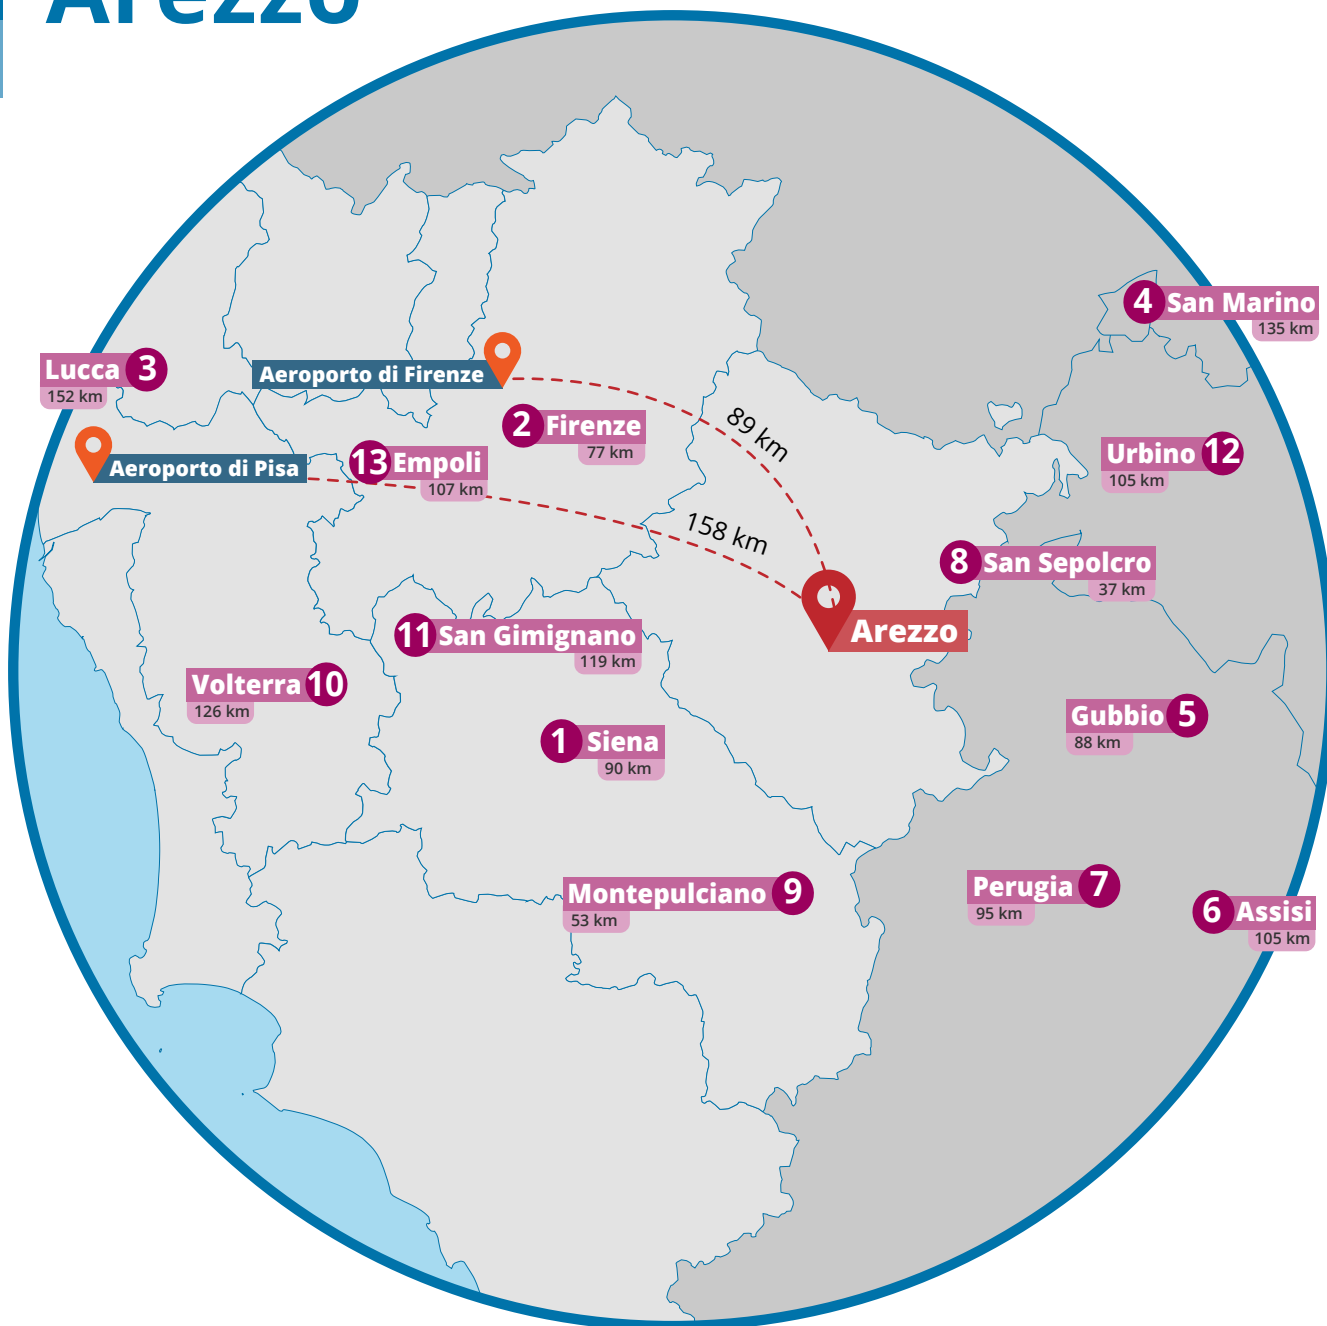 Arezzo
4 San Marino
135 km
Lucca 3
152 km
Aeroporto di Firenze
89 km
2 Firenze
77 km
Aeroporto di Pisa
13 Empoli
107 km
Urbino 12
105 km
158 km
8 San Sepolcro
37 km
Arezzo
11 San Gimignano
119 km
Volterra 10
126 km
Gubbio 5
88 km
1 Siena
90 km
Montepulciano 9
53 km
Perugia 7
95 km
6 Assisi
105 km